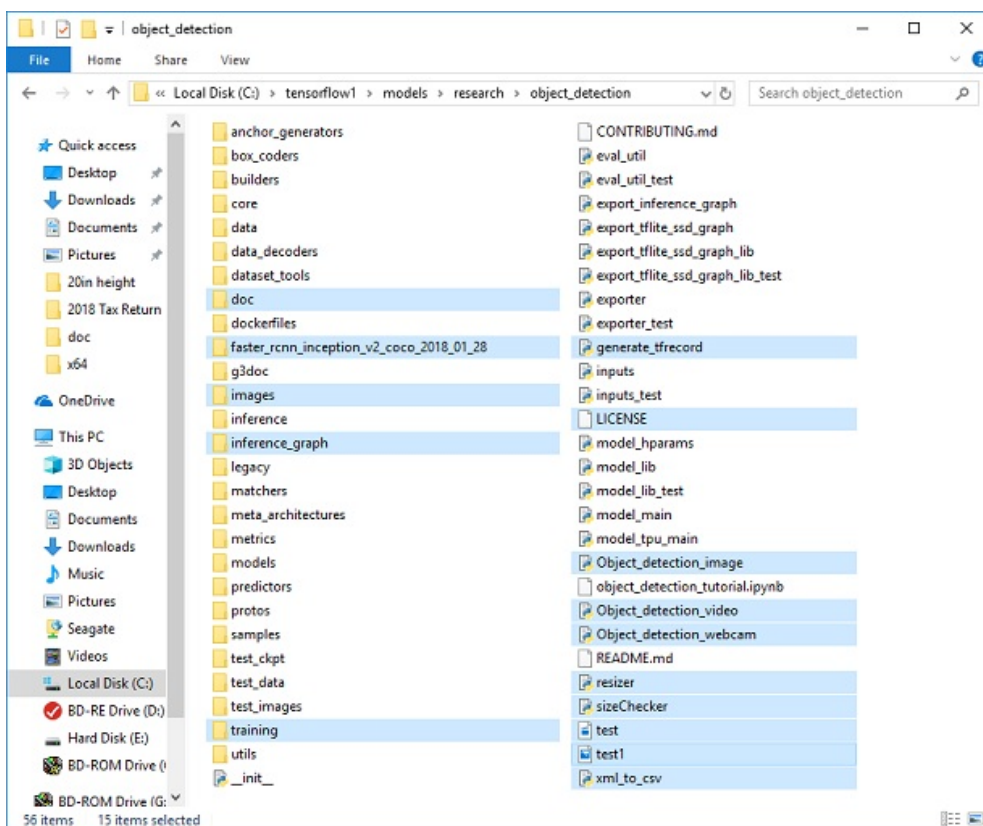 object_detection
File Home Share View
« Local Disk (C:) › tensorflow1 › models › research › object_detection
Search object_detection
Quick access
Desktop
Downloads
Documents
Pictures
20in height
2018 Tax Return
doc
x64
OneDrive
This PC
3D Objects
Desktop
Documents
Downloads
Music
Pictures
Seagate
Videos
Local Disk (C:)
BD-RE Drive (D:)
Hard Disk (E:)
BD-ROM Drive (
BD-ROM Drive (G:
anchor_generators
box_coders
builders
core
data
data_decoders
dataset_tools
doc
dockerfiles
faster_rcnn_inception_v2_coco_2018_01_28
g3doc
images
inference
inference_graph
legacy
matchers
meta_architectures
metrics
models
predictors
protos
samples
test_ckpt
test_data
test_images
training
utils
__init__
CONTRIBUTING.md
eval_util
eval_util_test
export_inference_graph
export_tflite_ssd_graph
export_tflite_ssd_graph_lib
export_tflite_ssd_graph_lib_test
exporter
exporter_test
generate_tfrecord
inputs
inputs_test
LICENSE
model_hparams
model_lib
model_lib_test
model_main
model_tpu_main
Object_detection_image
object_detection_tutorial.ipynb
Object_detection_video
Object_detection_webcam
README.md
resizer
sizeChecker
test
test1
xml_to_csv
56 items 15 items selected